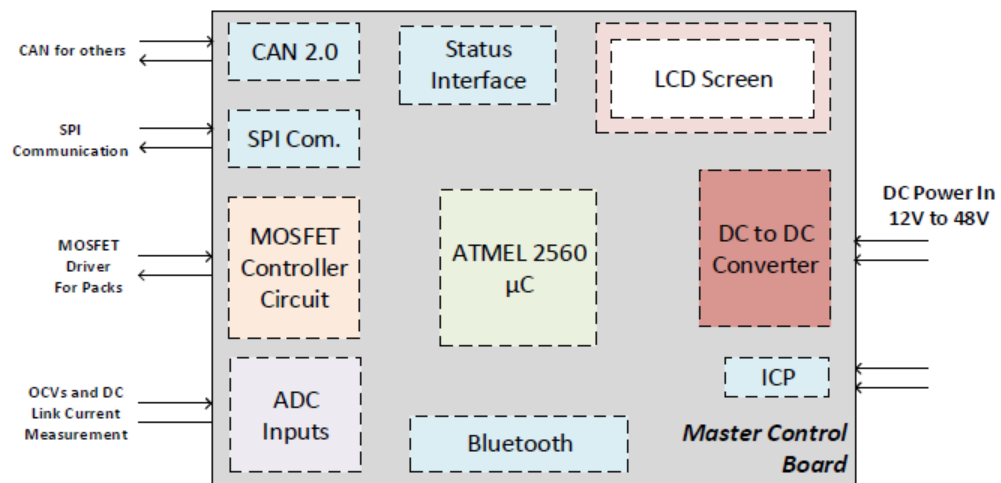 CAN for others
CAN 2.0
Status
Interface
LCD Screen
SPI
Communication
SPI Com.
MOSFET
Driver
For Packs
MOSFET
Controller
Circuit
ATMEL 2560
µC
DC to DC
Converter
DC Power In
12V to 48V
OCVs and DC
Link Current
Measurement
ADC
Inputs
Bluetooth
ICP
Master Control
Board